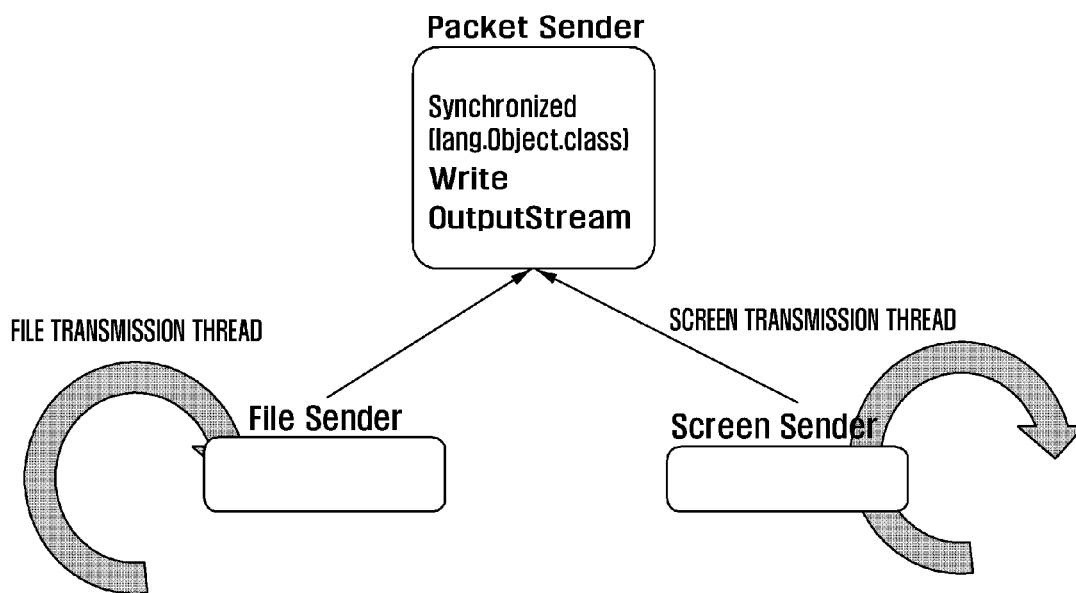 Packet Sender
Synchronized
(lang.Object.class)
Write
OutputStream
FILE TRANSMISSION THREAD
SCREEN TRANSMISSION THREAD
File Sender
Screen Sender